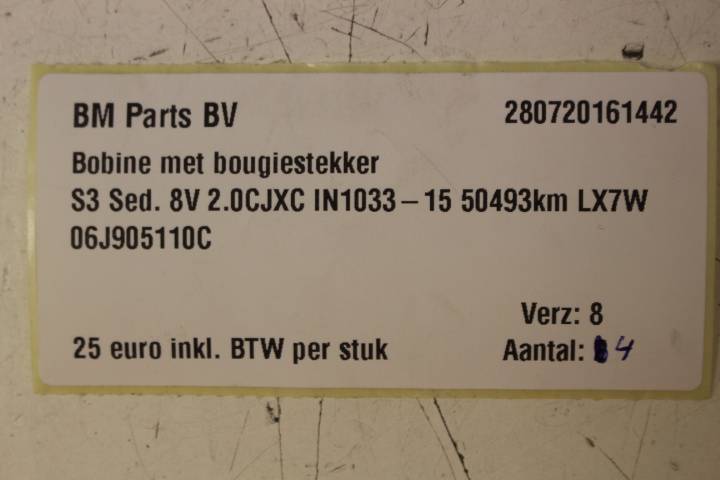 BM Parts BV 280720161442
Bobine met bougiestekker
S3 Sed. 8V 2.0CJXC IN1033-15 50493km LX7W
06J905110C
Verz: 8
25 euro inkl. BTW per stuk Aantal: 4